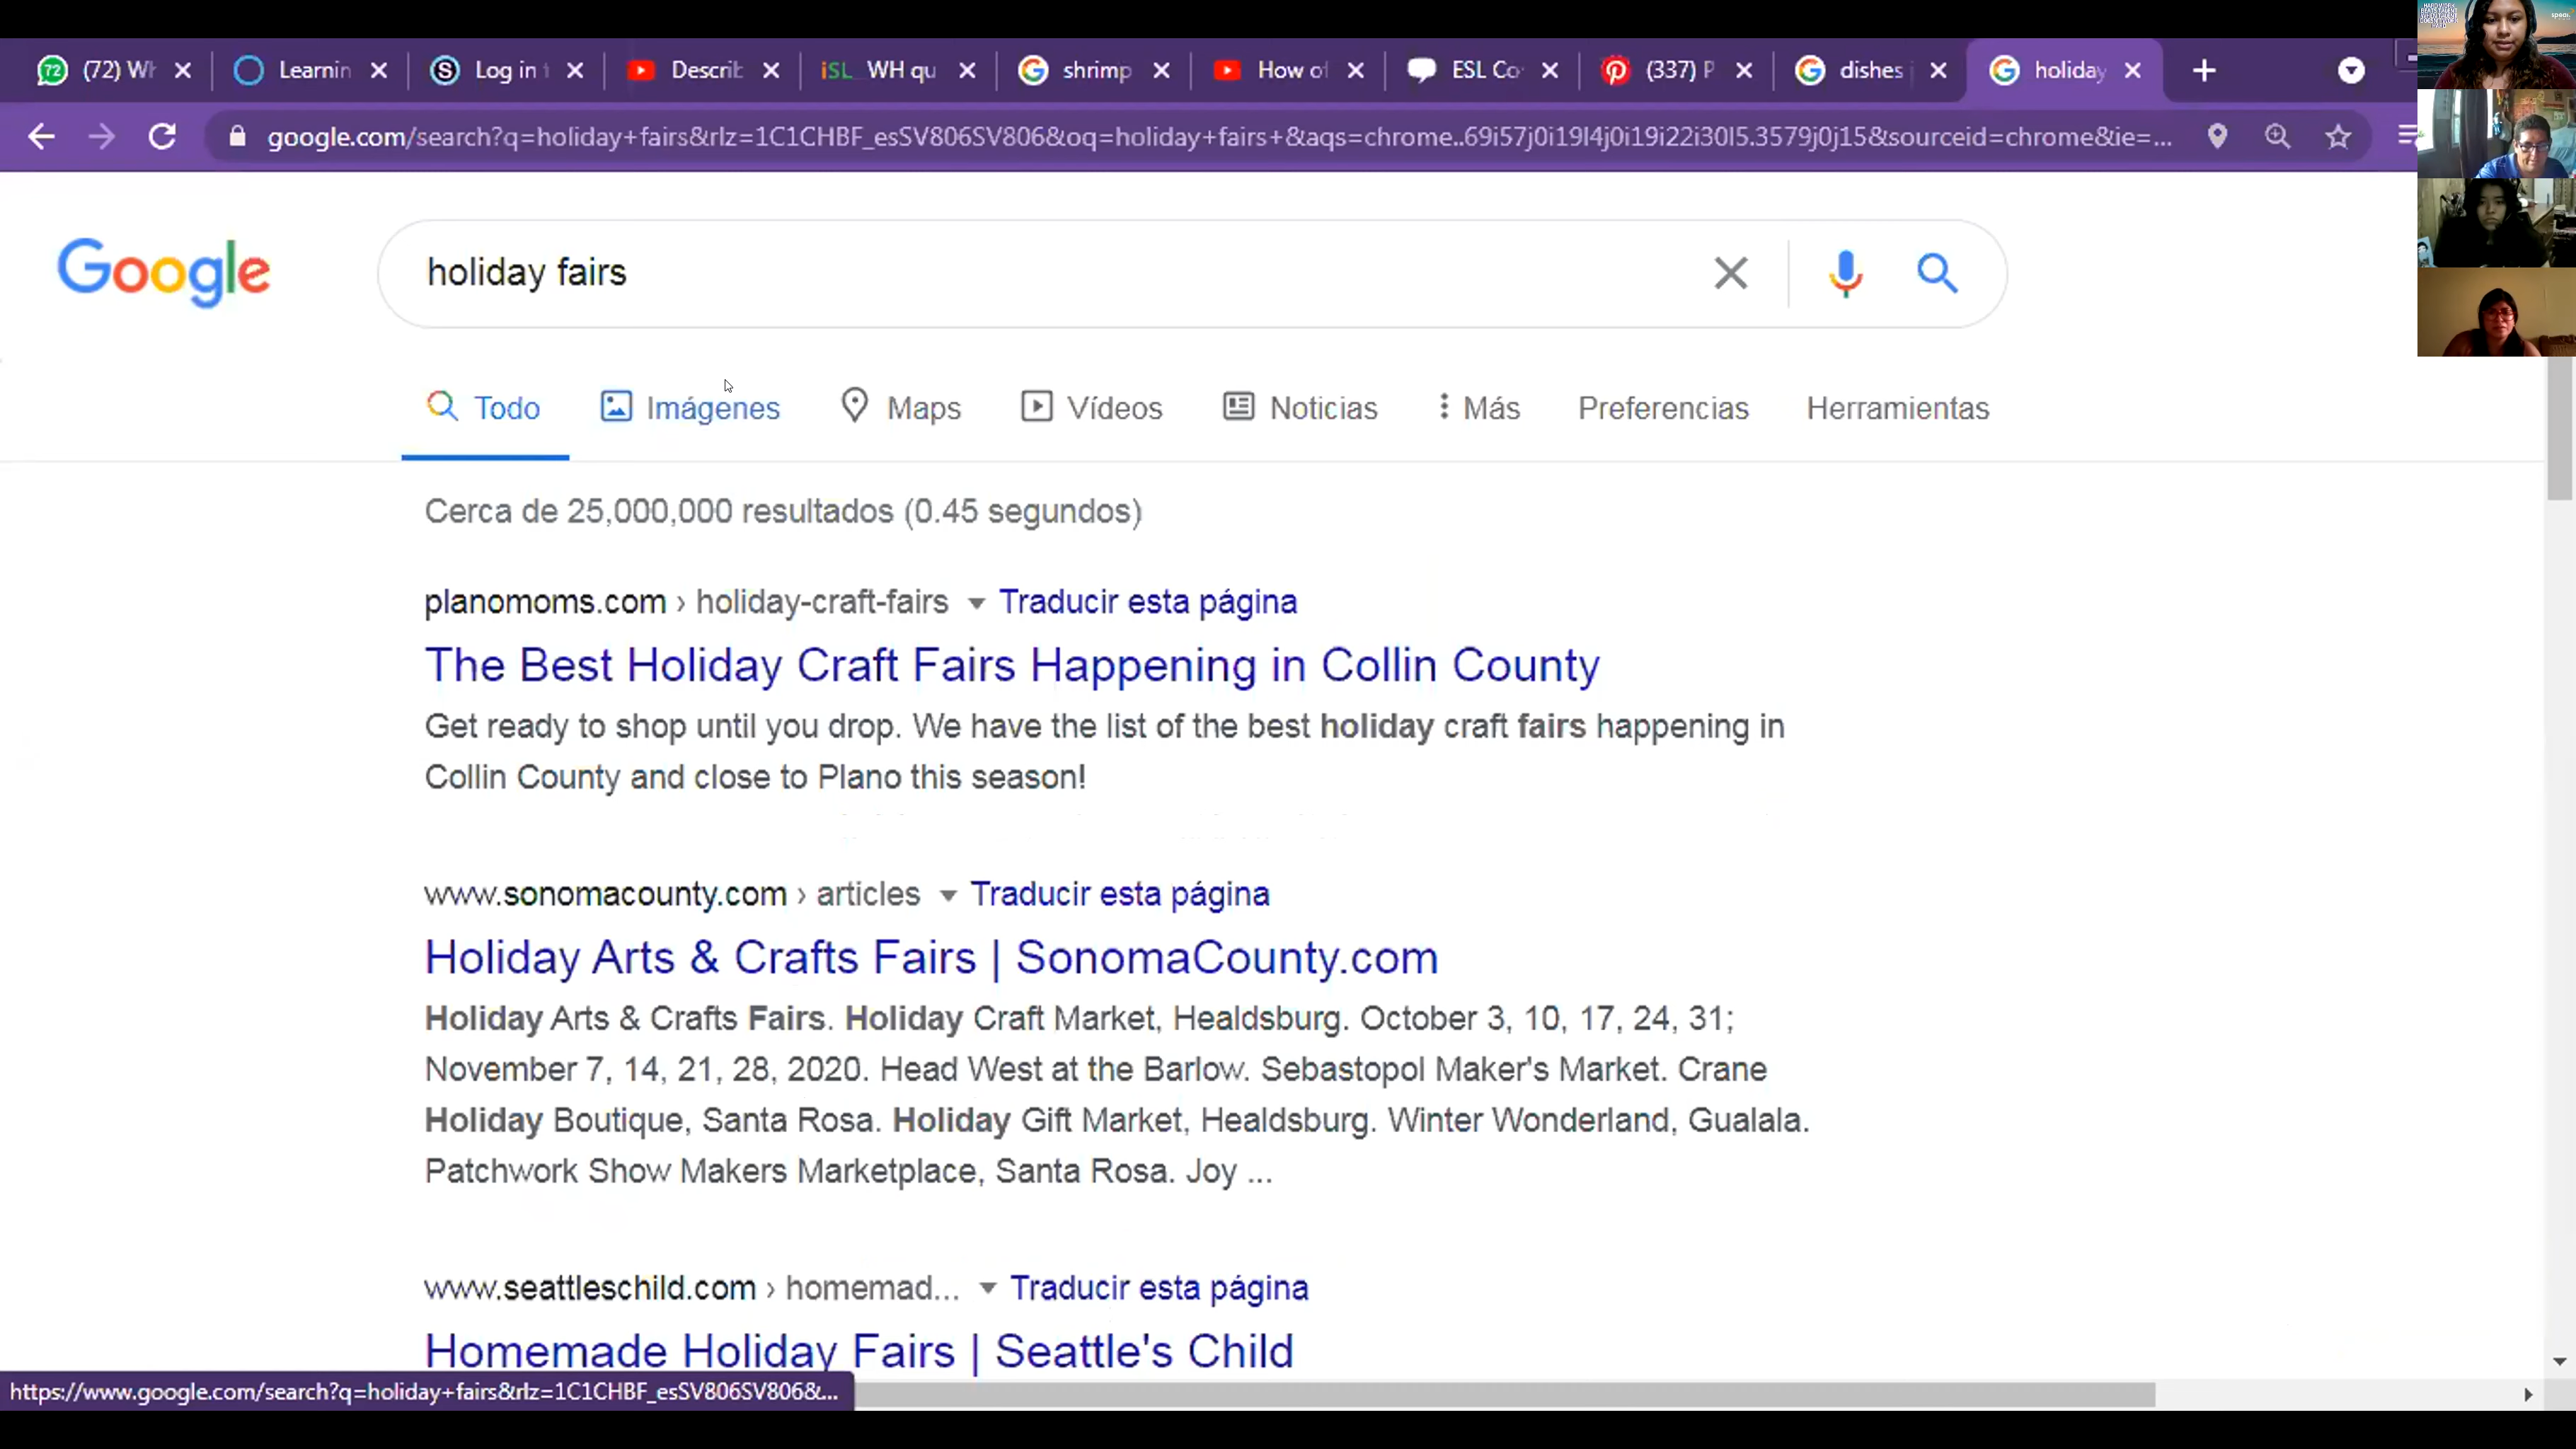 72 (72) Wh
Learnin
S Log in t
Describ
iSL WH qu
shrimp
How of
ESL Co
(337) P
dishes
holiday
google.com/search?q=holiday+fairs&rlz=1C1CHBF_esSV806SV806&oq=holiday+fairs+&aqs=chrome..69i57j0i19l4j0i19i22i30l5.3579j0j15&sourceid=chrome&ie=...
Google
holiday fairs
Todo Imágenes Maps Vídeos Noticias Más Preferencias Herramientas
Cerca de 25,000,000 resultados (0.45 segundos)
planomoms.com › holiday-craft-fairs Traducir esta página
The Best Holiday Craft Fairs Happening in Collin County
Get ready to shop until you drop. We have the list of the best holiday craft fairs happening in
Collin County and close to Plano this season!
www.sonomacounty.com › articles Traducir esta página
Holiday Arts & Crafts Fairs | SonomaCounty.com
Holiday Arts & Crafts Fairs. Holiday Craft Market, Healdsburg. October 3, 10, 17, 24, 31;
November 7, 14, 21, 28, 2020. Head West at the Barlow. Sebastopol Maker's Market. Crane
Holiday Boutique, Santa Rosa. Holiday Gift Market, Healdsburg. Winter Wonderland, Gualala.
Patchwork Show Makers Marketplace, Santa Rosa. Joy ...
www.seattleschild.com › homemad... Traducir esta página
Homemade Holiday Fairs | Seattle's Child
https://www.google.com/search?q=holiday+fairs&rlz=1C1CHBF_esSV806SV806&...